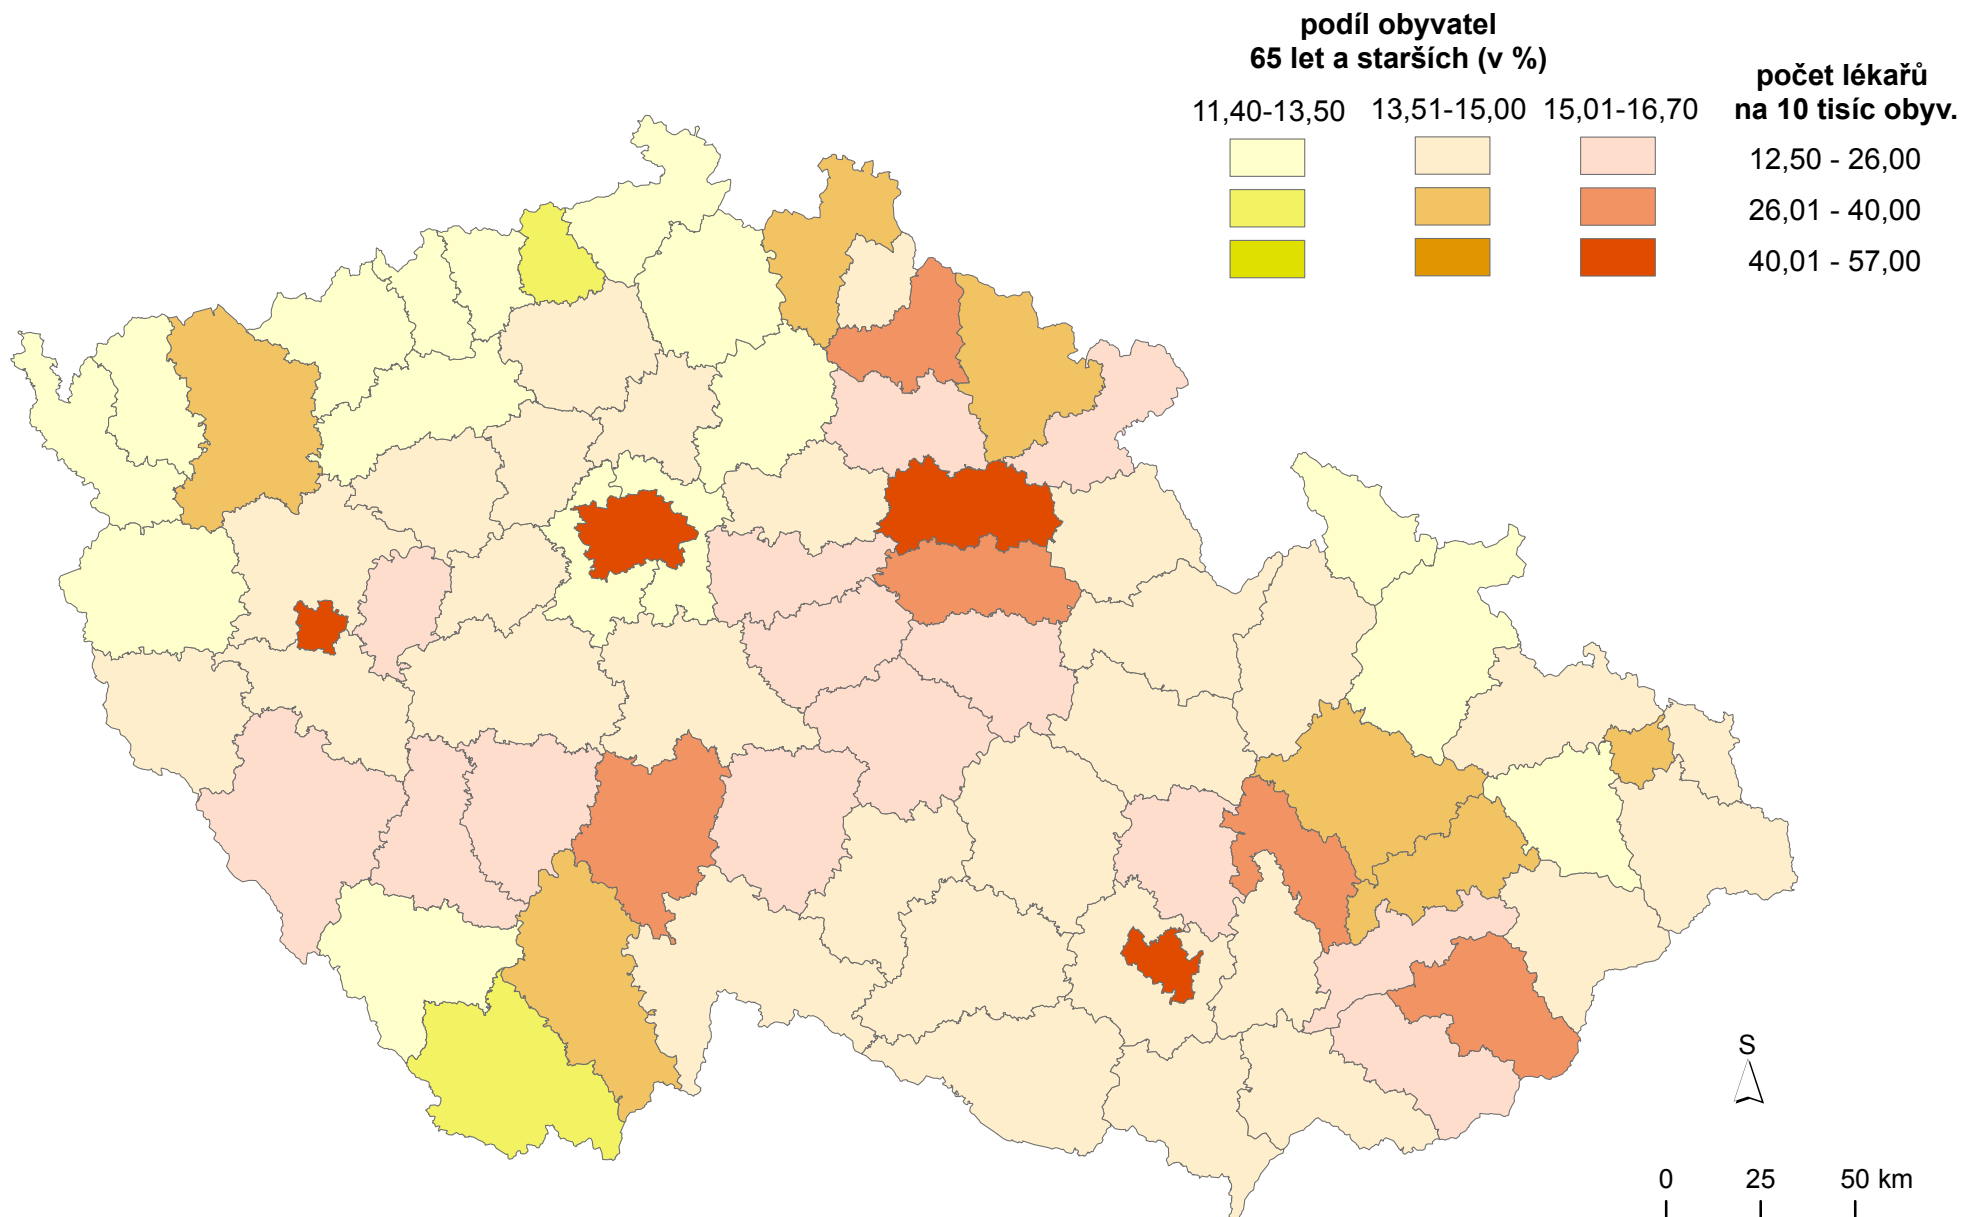 podíl obyvatel
65 let a starších (v %)
počet lékařů
na 10 tisíc obyv.
11,40-13,50 13,51-15,00 15,01-16,70
12,50 - 26,00
26,01 - 40,00
40,01 - 57,00
S
0 25 50 km